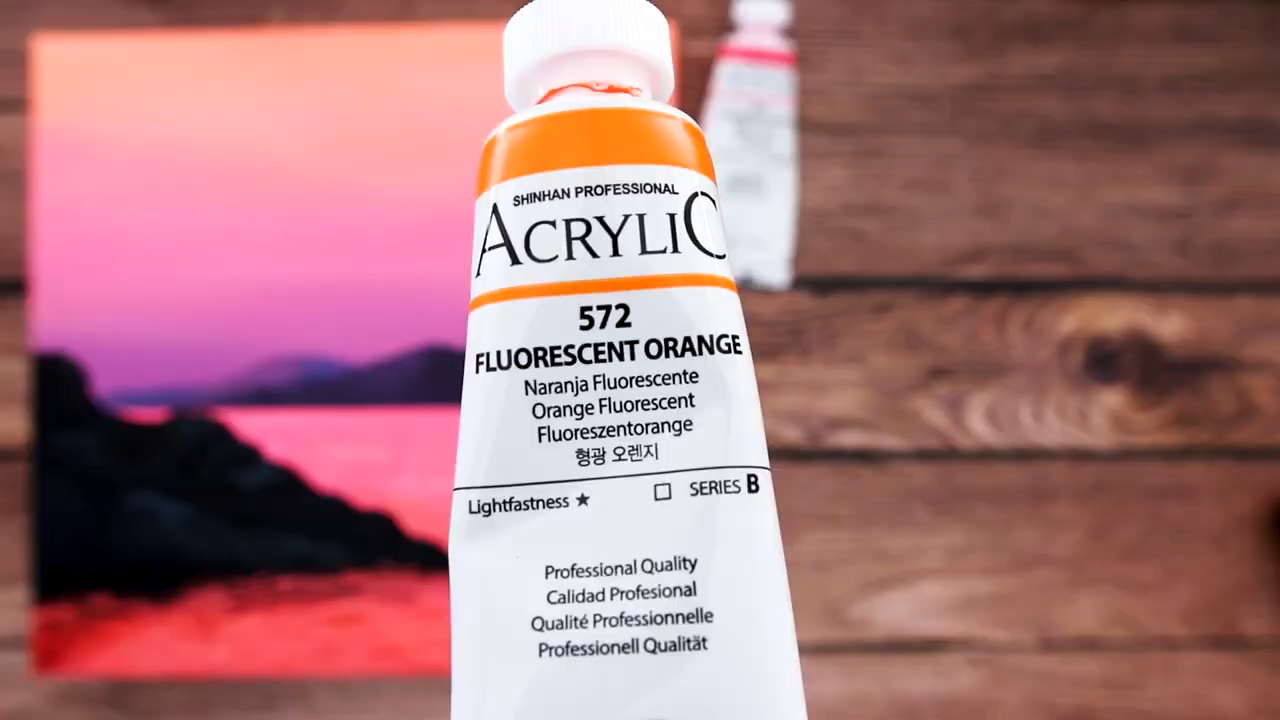 SHINHAN PROFESSIONAL
ACRYLIC
572
FLUORESCENT ORANGE
Naranja Fluorescente
Orange Fluorescent
Fluoreszentorange
형광 오렌지
Lightfastness ★ □ SERIES B
Professional Quality
Calidad Profesional
Qualité Professionnelle
Professionell Qualität